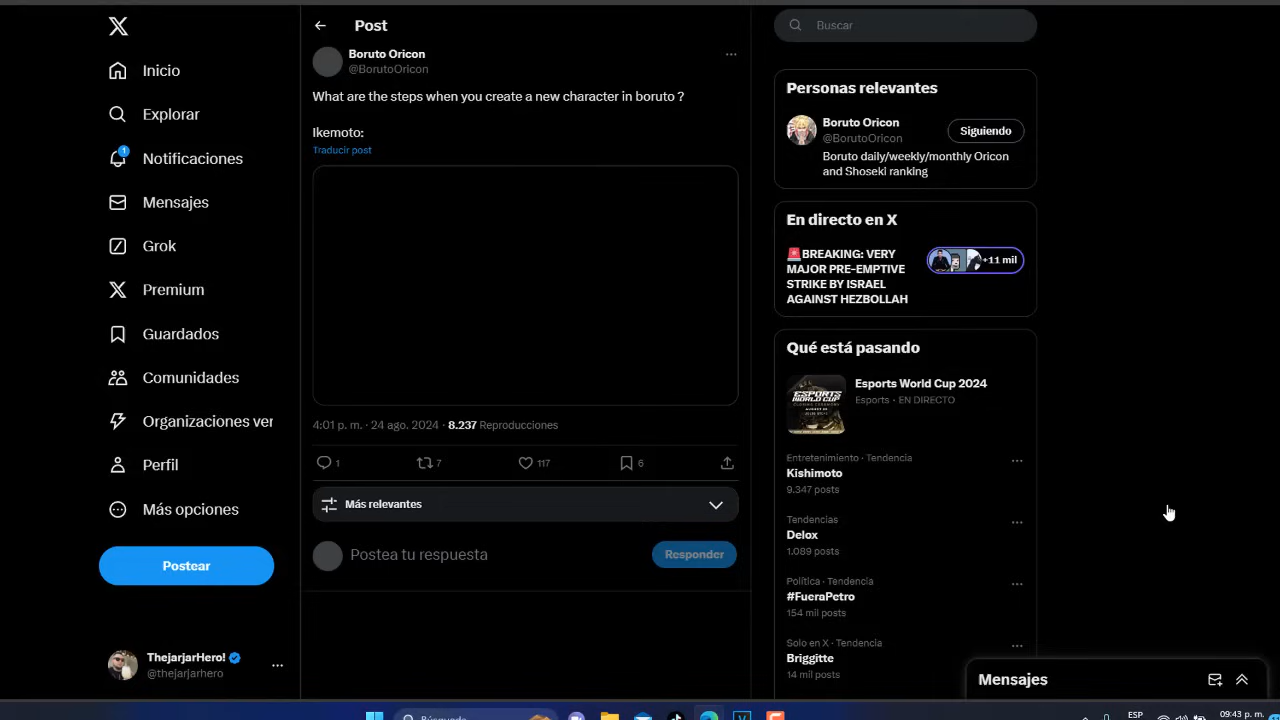 Inicio
Explorar
1
Notificaciones
Mensajes
Grok
Premium
Guardados
Comunidades
Organizaciones ver
Perfil
Más opciones
Postear
ThejarjarHero!
@thejarjarhero
Post
Boruto Oricon
@BorutoOricon
What are the steps when you create a new character in boruto ?
Ikemoto:
Traducir post
4:01 p. m. · 24 ago. 2024 · 8.237 Reproducciones
1
7
117
6
Más relevantes
Postea tu respuesta
Responder
Buscar
Personas relevantes
Boruto Oricon
@BorutoOricon
Siguiendo
Boruto daily/weekly/monthly Oricon
and Shoseki ranking
En directo en X
🚨BREAKING: VERY
MAJOR PRE-EMPTIVE
STRIKE BY ISRAEL
AGAINST HEZBOLLAH
+11 mil
Qué está pasando
ESPORTS
WORLD CUP
Esports World Cup 2024
Esports · EN DIRECTO
Entretenimiento · Tendencia
Kishimoto
9.347 posts
Tendencias
Delox
1.089 posts
Política · Tendencia
#FueraPetro
154 mil posts
Solo en X · Tendencia
Briggitte
14 mil posts
Mensajes
Búsqueda
ESP
09:43 p. m.